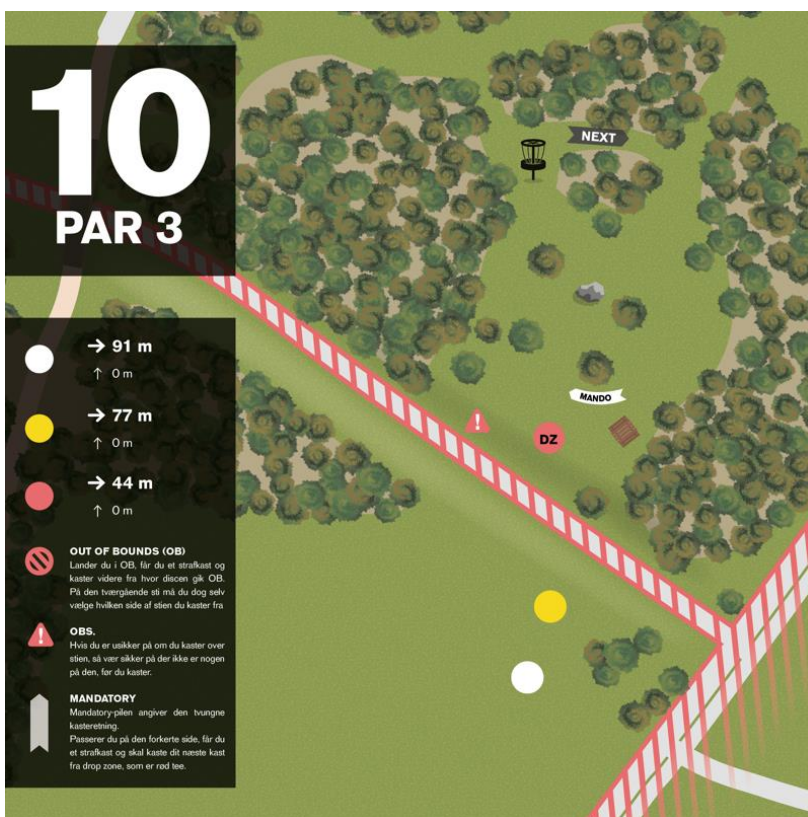 10
PAR 3
NEXT
MANDO
DZ
→ 91 m
↑ 0 m
→ 77 m
↑ 0 m
→ 44 m
↑ 0 m
OUT OF BOUNDS (OB)
Lander du i OB, får du et strafkast og
kaster videre fra hvor discen gik OB.
På den tværgående sti må du dog selv
vælge hvilken side af stien du kaster fra
OBS.
Hvis du er usikker på om du kaster over
stien, så vær sikker på der ikke er nogen
på den, før du kaster.
MANDATORY
Mandatory-pilen angiver den tvungne
kasteretning.
Passerer du på den forkerte side, får du
et strafkast og skal kaste dit næste kast
fra drop zone, som er rød tee.